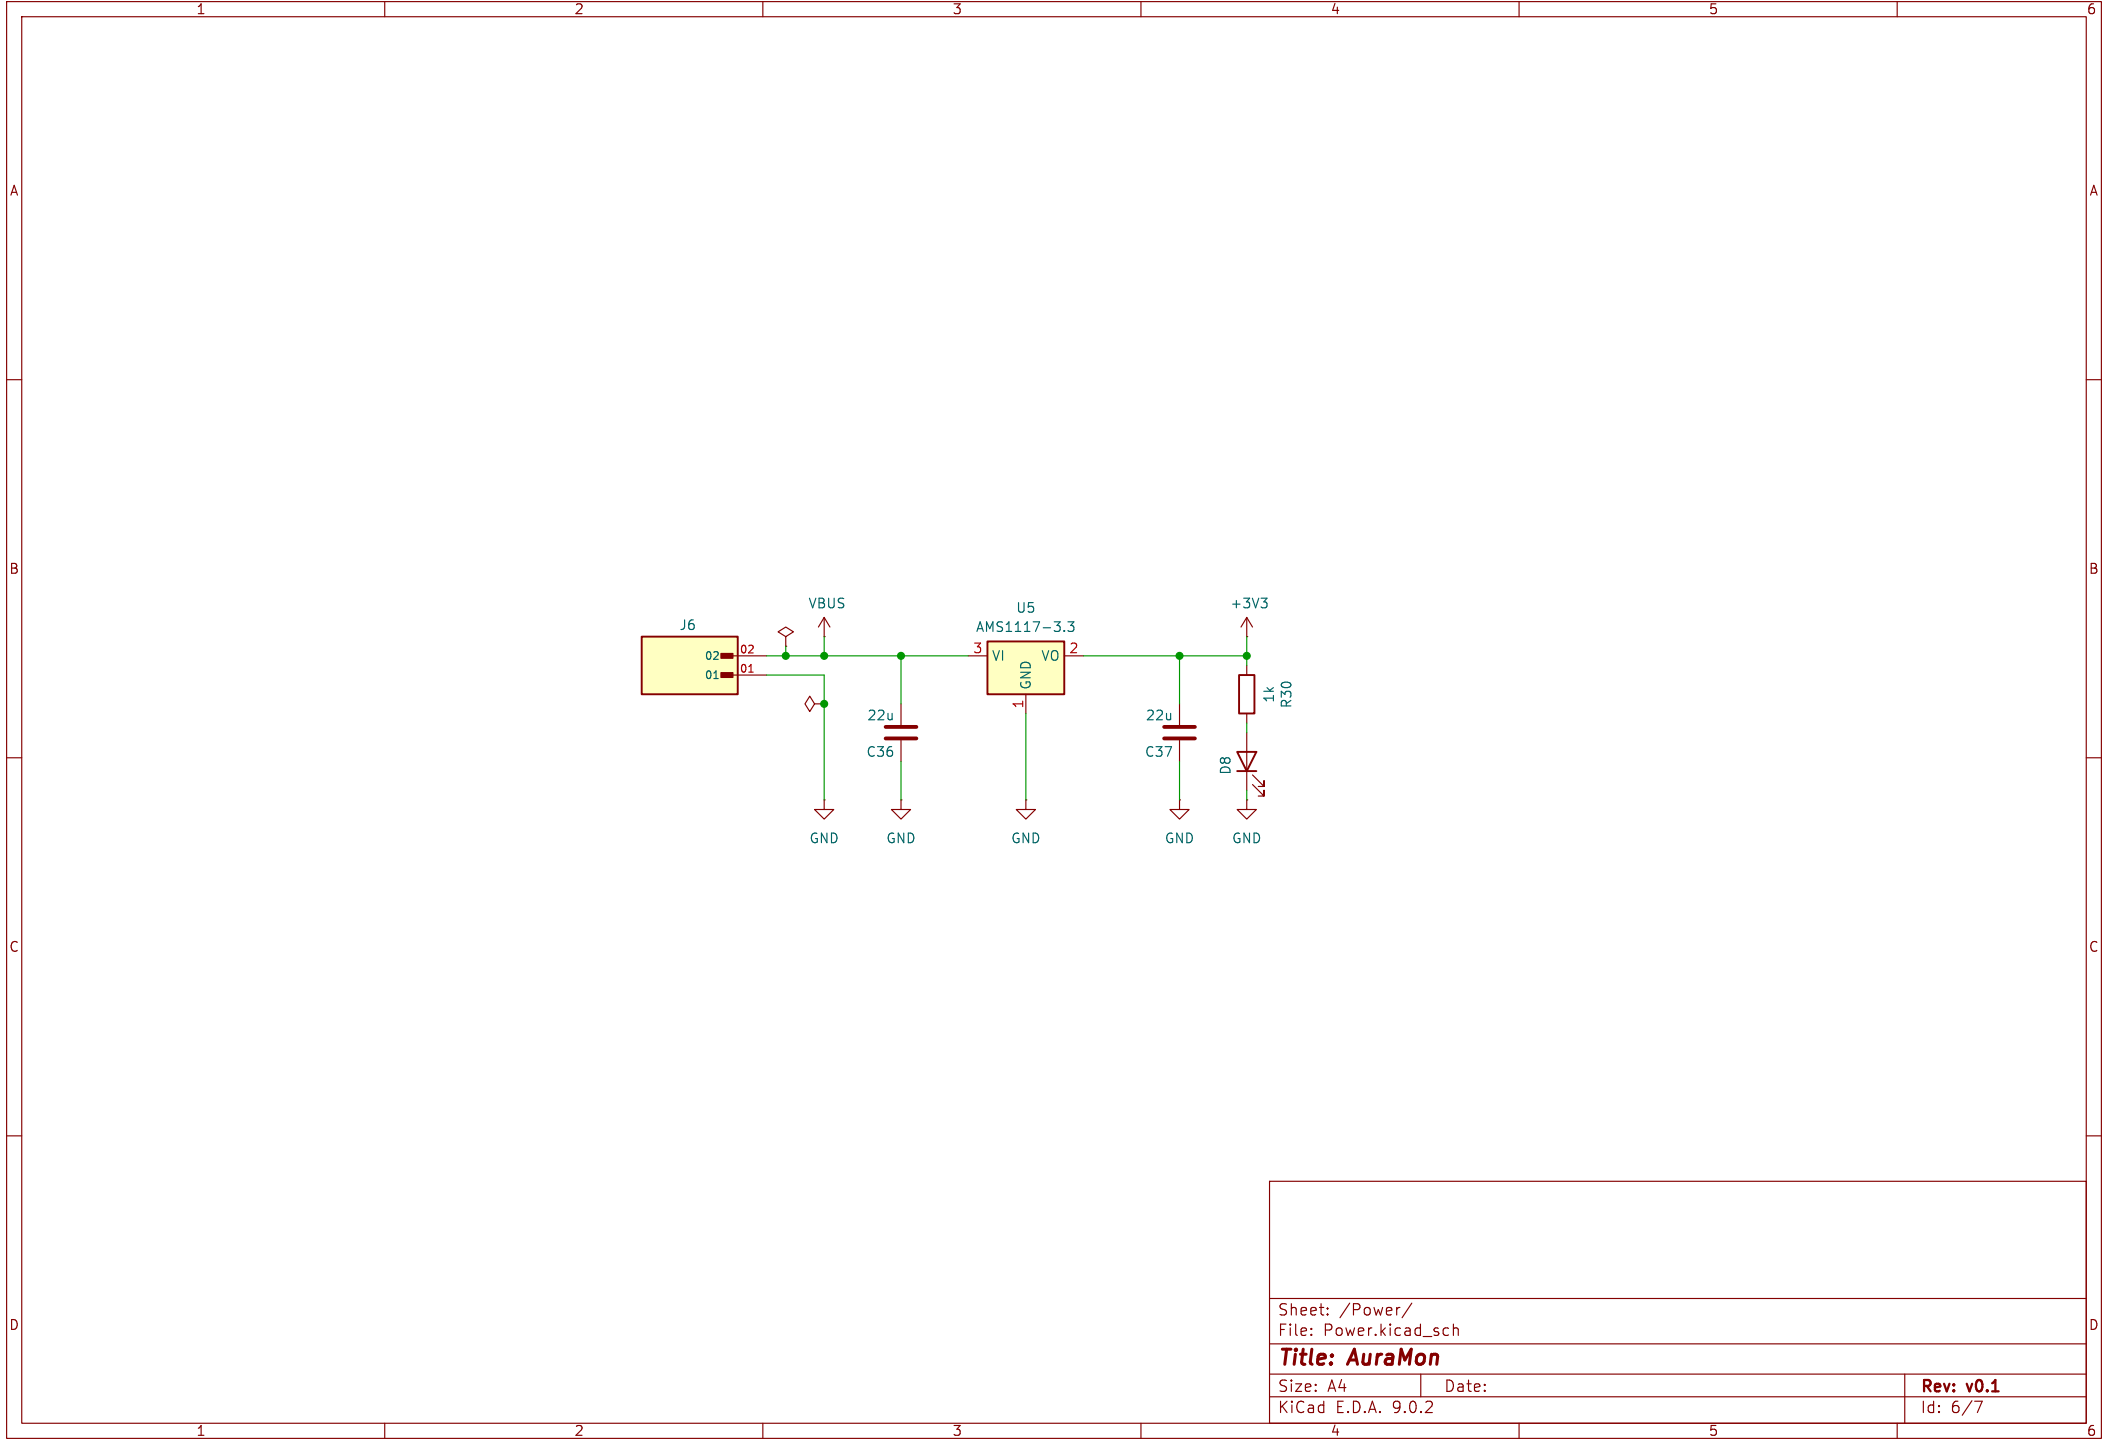 1 2 3 4 5 6
A A
B B
VBUS
+3V3
U5
AMS1117-3.3
J6
02 02
01 01
3 VI VO 2
GND
1
1k
R30
22u
C36
22u
C37
D8
GND GND GND GND GND
C C
D D
Sheet: /Power/
File: Power.kicad_sch
Title: AuraMon
Size: A4 Date: Rev: v0.1
KiCad E.D.A. 9.0.2 Id: 6/7
1 2 3 4 5 6